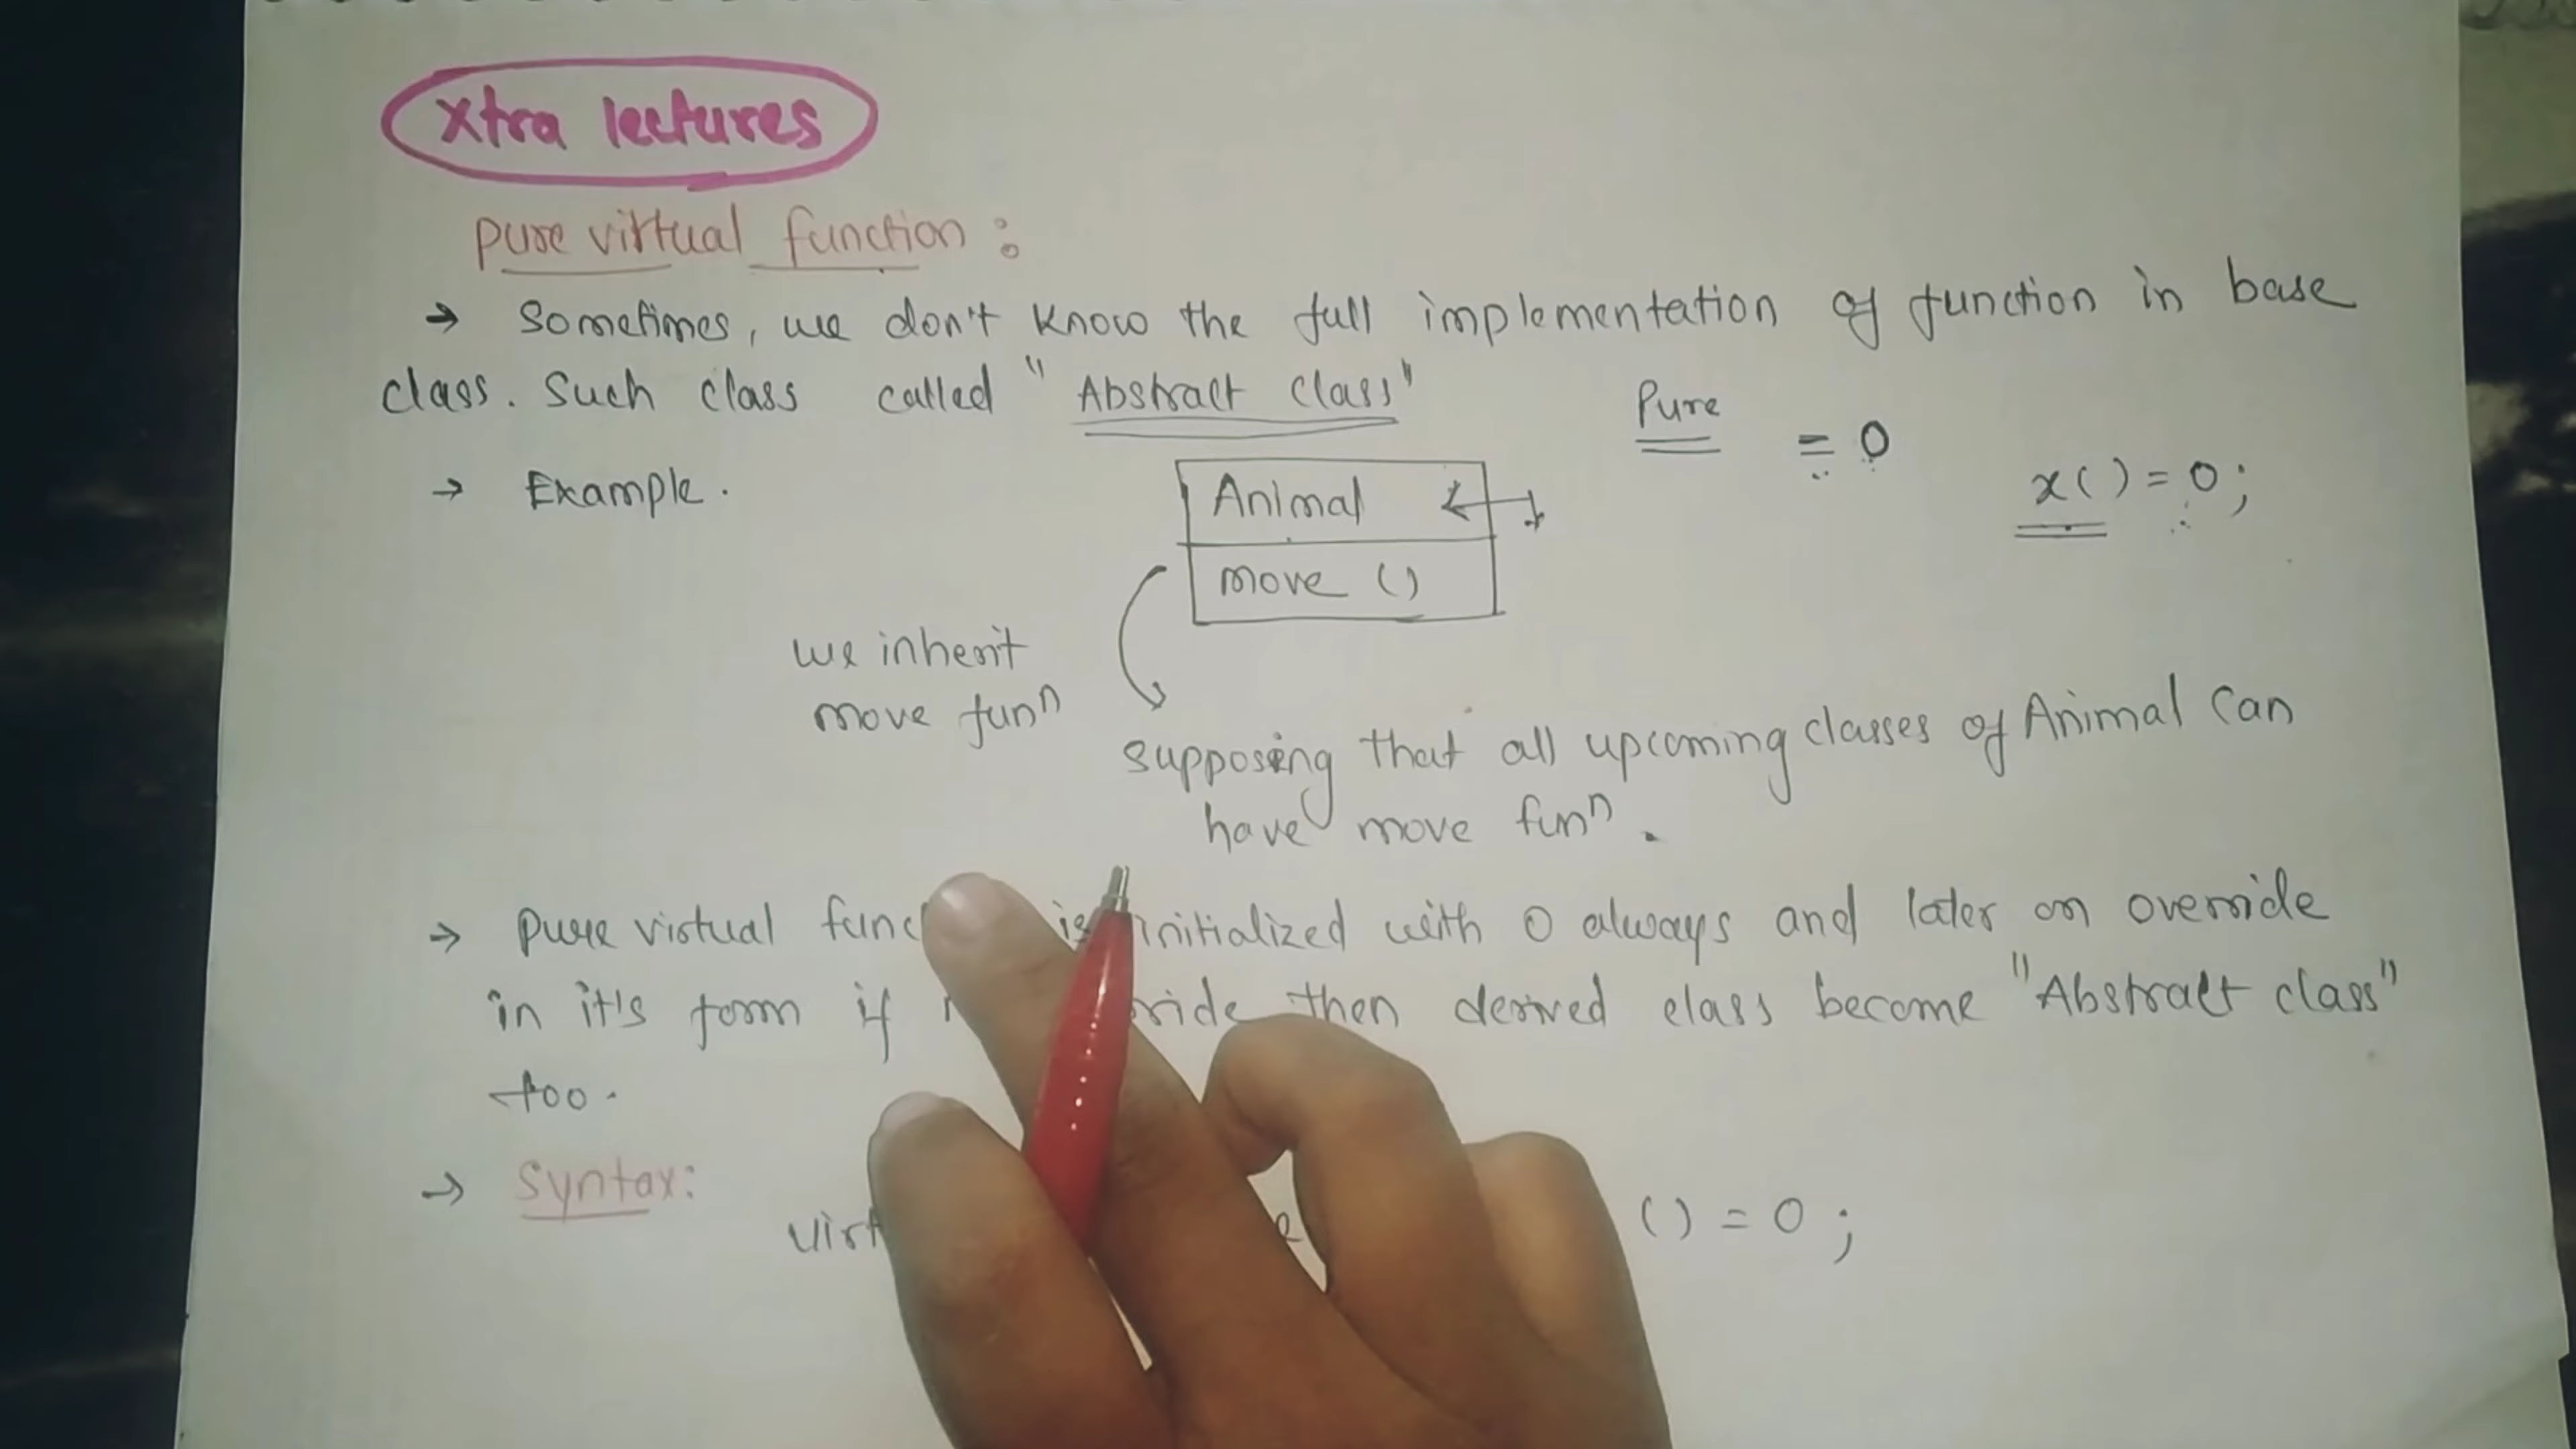 xtra lectures
pure virtual function :
→ Sometimes, we don't know the full implementation of function in base
class. Such class called "Abstract class"
Pure = 0
x() = 0;
→ Example.
Animal
move ()
we inherit
move funⁿ
supposing that all upcoming classes of Animal can
have move funⁿ.
→ pure virtual func is initialized with 0 always and later on override
in it's form if then derived class become "Abstract class"
too.
→ Syntax:
() = 0 ;